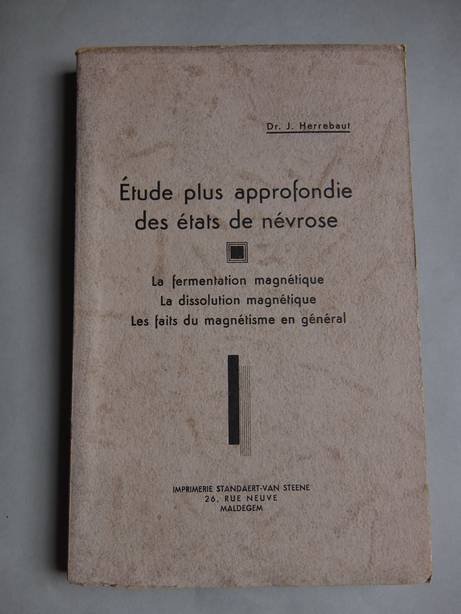 Dr. J. Herrebaut
Étude plus approfondie
des états de névrose
La fermentation magnétique
La dissolution magnétique
Les faits du magnétisme en général
IMPRIMERIE STANDAERT-VAN STEENE
26, RUE NEUVE
MALDEGEM